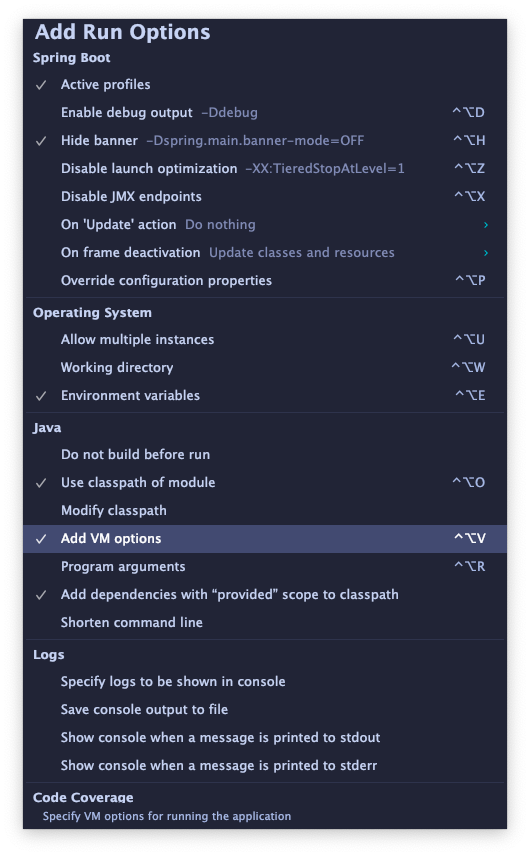 Add Run Options
Spring Boot
✓ Active profiles
Enable debug output -Ddebug ^⌥D
✓ Hide banner -Dspring.main.banner-mode=OFF ^⌥H
Disable launch optimization -XX:TieredStopAtLevel=1 ^⌥Z
Disable JMX endpoints ^⌥X
On 'Update' action Do nothing ›
On frame deactivation Update classes and resources ›
Override configuration properties ^⌥P
Operating System
Allow multiple instances ^⌥U
Working directory ^⌥W
✓ Environment variables ^⌥E
Java
Do not build before run
✓ Use classpath of module ^⌥O
Modify classpath
✓ Add VM options ^⌥V
Program arguments ^⌥R
✓ Add dependencies with “provided” scope to classpath
Shorten command line
Logs
Specify logs to be shown in console
Save console output to file
Show console when a message is printed to stdout
Show console when a message is printed to stderr
Code Coverage
Specify VM options for running the application